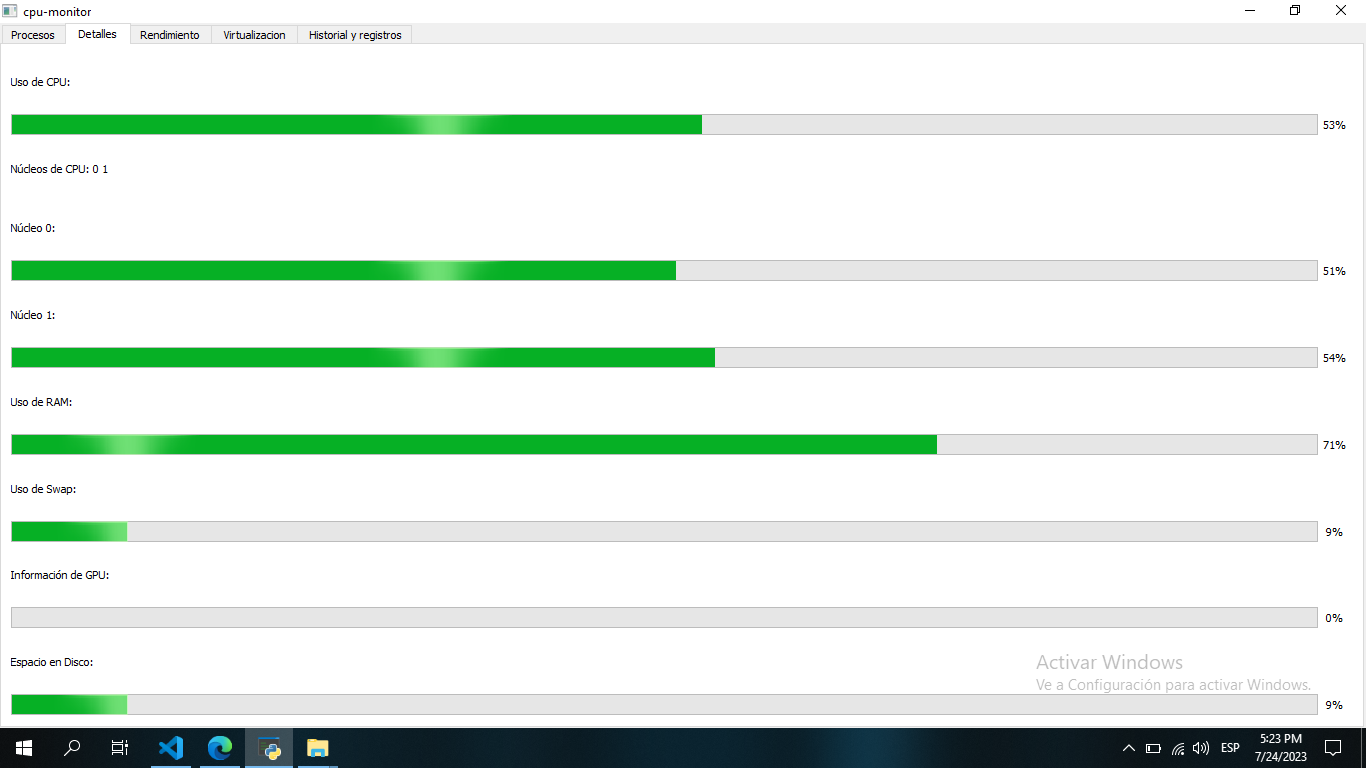 cpu-monitor
Procesos Detalles Rendimiento Virtualizacion Historial y registros
Uso de CPU:
53%
Núcleos de CPU: 0 1
Núcleo 0:
51%
Núcleo 1:
54%
Uso de RAM:
71%
Uso de Swap:
9%
Información de GPU:
0%
Espacio en Disco:
9%
Activar Windows
Ve a Configuración para activar Windows.
ESP
5:23 PM
7/24/2023